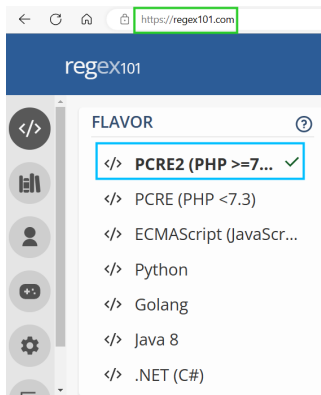 https://regex101.com
regex101
FLAVOR
</> PCRE2 (PHP >=7...
</> PCRE (PHP <7.3)
</> ECMAScript (JavaScr...
</> Python
</> Golang
</> Java 8
</> .NET (C#)